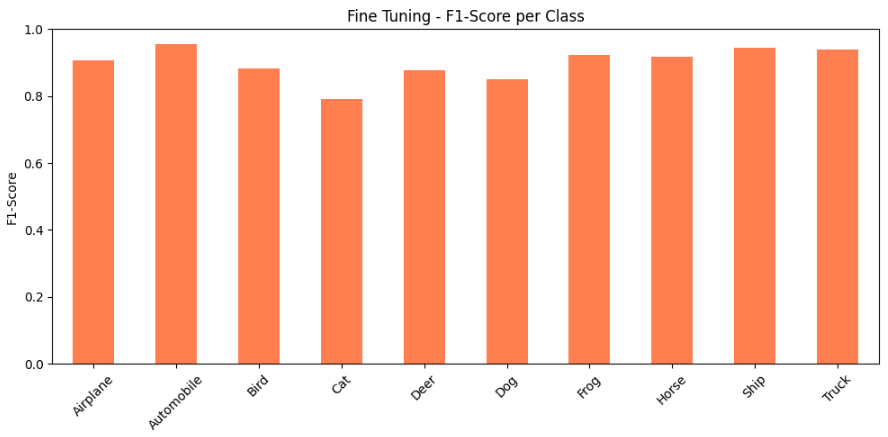 Fine Tuning - F1-Score per Class
F1-Score
1.0
0.8
0.6
0.4
0.2
0.0
Airplane
Automobile
Bird
Cat
Deer
Dog
Frog
Horse
Ship
Truck